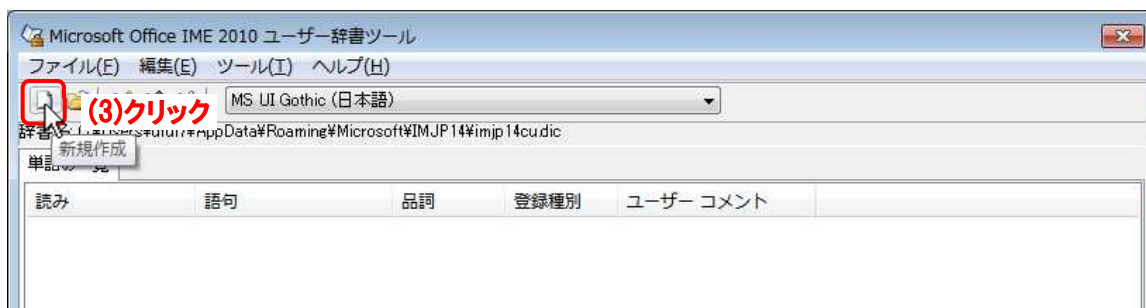 Microsoft Office IME 2010 ユーザー辞書ツール
ファイル(F) 編集(E) ツール(T) ヘルプ(H)
(3)クリック
MS UI Gothic (日本語)
¥AppData¥Roaming¥Microsoft¥IMJP14¥imjp14cu.dic
新規作成
読み 語句 品詞 登録種別 ユーザー コメント